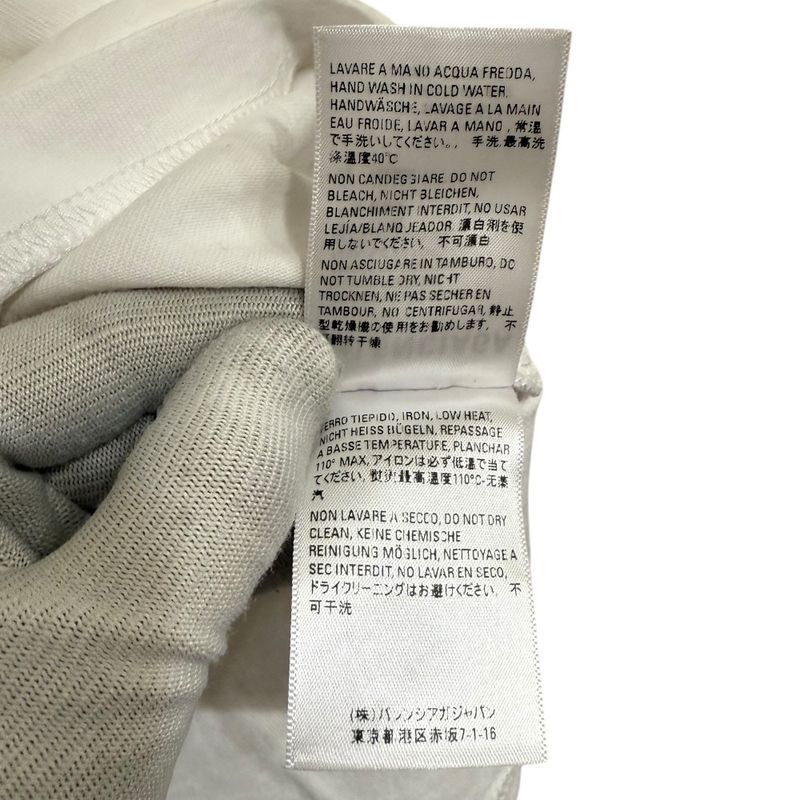 LAVARE A MANO ACQUA FREDDA,
HAND WASH IN COLD WATER,
HANDWÄSCHE, LAVAGE A LA MAIN
EAU FROIDE, LAVAR A MANO , 常温
で手洗いしてください。, 手洗,最高洗
涤温度40℃
NON CANDEGGIARE, DO NOT
BLEACH, NICHT BLEICHEN,
BLANCHIMENT INTERDIT, NO USAR
LEJÍA/BLANQUEADOR, 漂白剤を使
用しないでください, 不可漂白
NON ASCIUGARE IN TAMBURO, DO
NOT TUMBLE DRY, NICHT
TROCKNEN, NE PAS SECHER EN
TAMBOUR, NO CENTRIFUGAR, 静止
型乾燥機の使用をお勧めします, 不
翻转干燥
FERRO TIEPIDO, IRON, LOW HEAT,
NICHT HEISS BÜGELN, REPASSAGE
A BASSE TEMPERATURE, PLANCHAR
110° MAX, アイロンは必ず低温で当て
てください, 熨烫最高温度110°C-无蒸
汽
NON LAVARE A SECCO, DO NOT DRY
CLEAN, KEINE CHEMISCHE
REINIGUNG MÖGLICH, NETTOYAGE A
SEC INTERDIT, NO LAVAR EN SECO,
ドライクリーニングはお避けください, 不
可干洗
(株)バレンシアガジャパン
東京都港区赤坂7-1-16